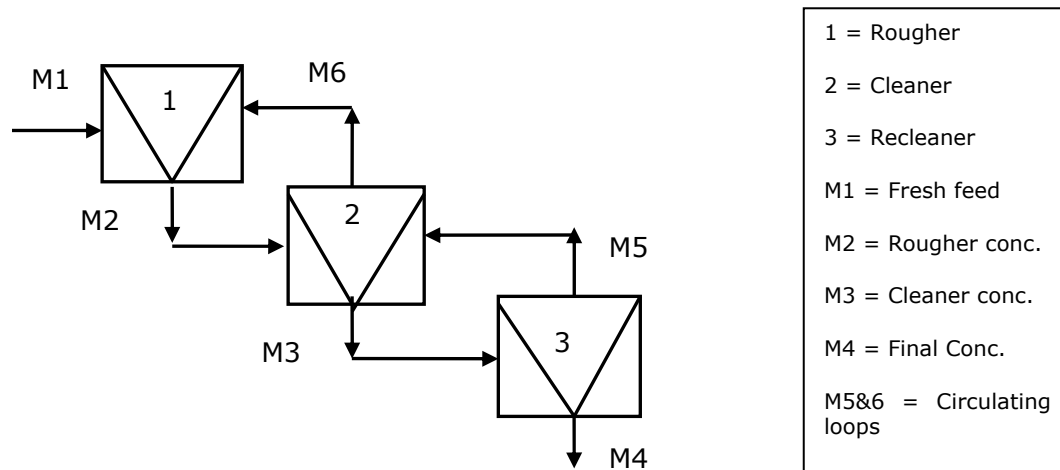 M1
1
M6
M2
2
M5
M3
3
M4
1 = Rougher
2 = Cleaner
3 = Recleaner
M1 = Fresh feed
M2 = Rougher conc.
M3 = Cleaner conc.
M4 = Final Conc.
M5&6 = Circulating
loops